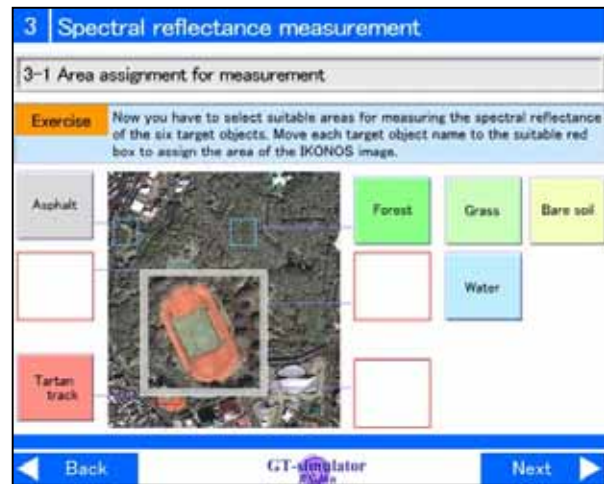 3 Spectral reflectance measurement
3-1 Area assignment for measurement
Exercise
Now you have to select suitable areas for measuring the spectral reflectance
of the six target objects. Move each target object name to the suitable red
box to assign the area of the IKONOS image.
Asphalt
Forest
Grass
Bare soil
Water
Tartan
track
Back
GT-simulator
Next